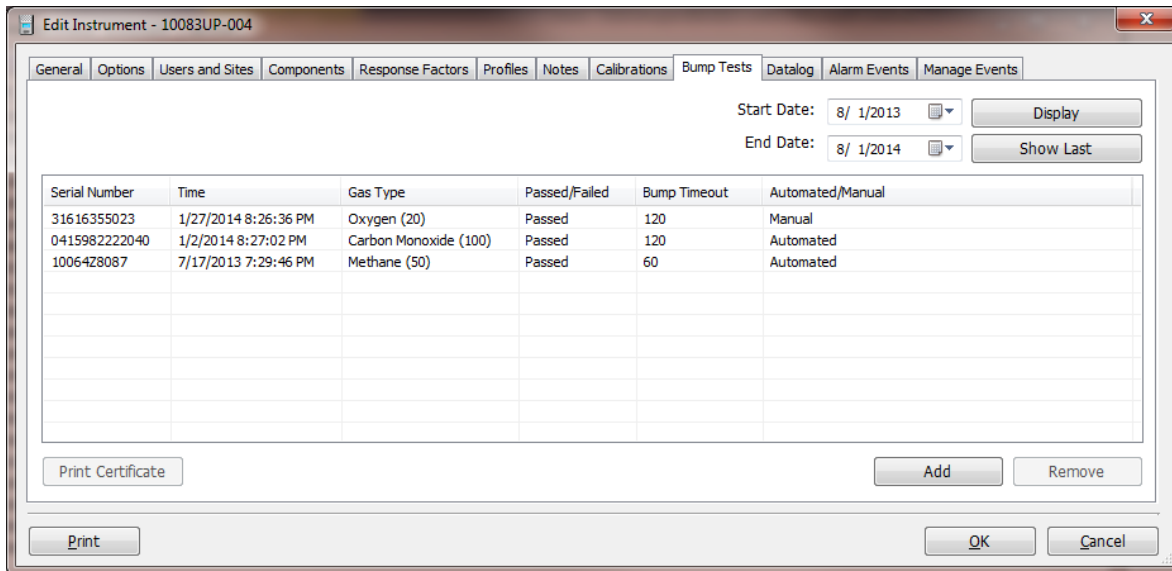 Edit Instrument - 10083UP-004
x
General Options Users and Sites Components Response Factors Profiles Notes Calibrations Bump Tests Datalog Alarm Events Manage Events
Start Date: 8/ 1/2013 Display
End Date: 8/ 1/2014 Show Last
Serial Number Time Gas Type Passed/Failed Bump Timeout Automated/Manual
31616355023 1/27/2014 8:26:36 PM Oxygen (20) Passed 120 Manual
0415982222040 1/2/2014 8:27:02 PM Carbon Monoxide (100) Passed 120 Automated
10064Z8087 7/17/2013 7:29:46 PM Methane (50) Passed 60 Automated
Print Certificate Add Remove
Print OK Cancel